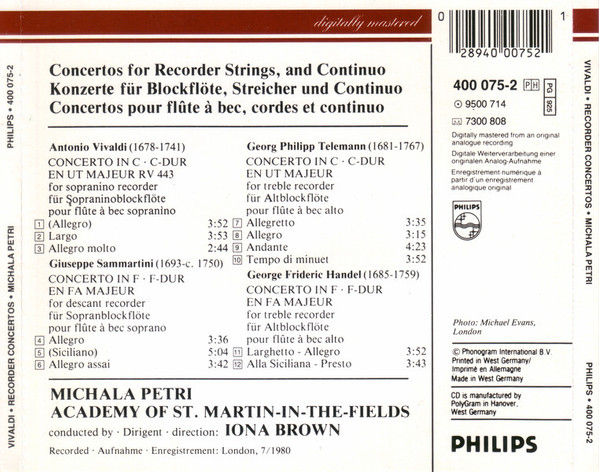 digitally mastered
Concertos for Recorder Strings, and Continuo
Konzerte für Blockflöte, Streicher und Continuo
Concertos pour flûte à bec, cordes et continuo
Antonio Vivaldi (1678-1741)
CONCERTO IN C · C-DUR
EN UT MAJEUR RV 443
for sopranino recorder
für Sopraninoblockflöte
pour flûte à bec sopranino
1 (Allegro) 3:52
2 Largo 3:53
3 Allegro molto 2:44
Giuseppe Sammartini (1693-c. 1750)
CONCERTO IN F · F-DUR
EN FA MAJEUR
for descant recorder
für Sopranblockflöte
pour flûte à bec soprano
4 Allegro 3:36
5 (Siciliano) 5:04
6 Allegro assai 3:42
Georg Philipp Telemann (1681-1767)
CONCERTO IN C · C-DUR
EN UT MAJEUR
for treble recorder
für Altblockflöte
pour flûte à bec alto
7 Allegretto 3:35
8 Allegro 3:15
9 Andante 4:23
10 Tempo di minuet 3:52
George Frideric Handel (1685-1759)
CONCERTO IN F · F-DUR
EN FA MAJEUR
for treble recorder
für Altblockflöte
pour flûte à bec alto
11 Larghetto - Allegro 3:52
12 Alla Siciliana - Presto 3:43
MICHALA PETRI
ACADEMY OF ST. MARTIN-IN-THE-FIELDS
conducted by · Dirigent · direction: IONA BROWN
Recorded · Aufnahme · Enregistrement: London, 7/1980
0 1
28940 00752
400 075-2 PH PG 925
9500 714
7300 808
Digitally mastered from an original
analogue recording
Digitale Weiterverarbeitung einer
originalen Analog-Aufnahme
Enregistrement numérique à
partir d'un enregistrement
analogique original
PHILIPS
Photo: Michael Evans,
London
Ⓟ Phonogram International B.V.
Printed in West Germany/
Imprimé en Allemagne
Made in West Germany
CD is manufactured by
PolyGram in Hanover,
West Germany
PHILIPS
VIVALDI • RECORDER CONCERTOS • MICHALA PETRI PHILIPS • 400 075-2
VIVALDI • RECORDER CONCERTOS • MICHALA PETRI PHILIPS • 400 075-2